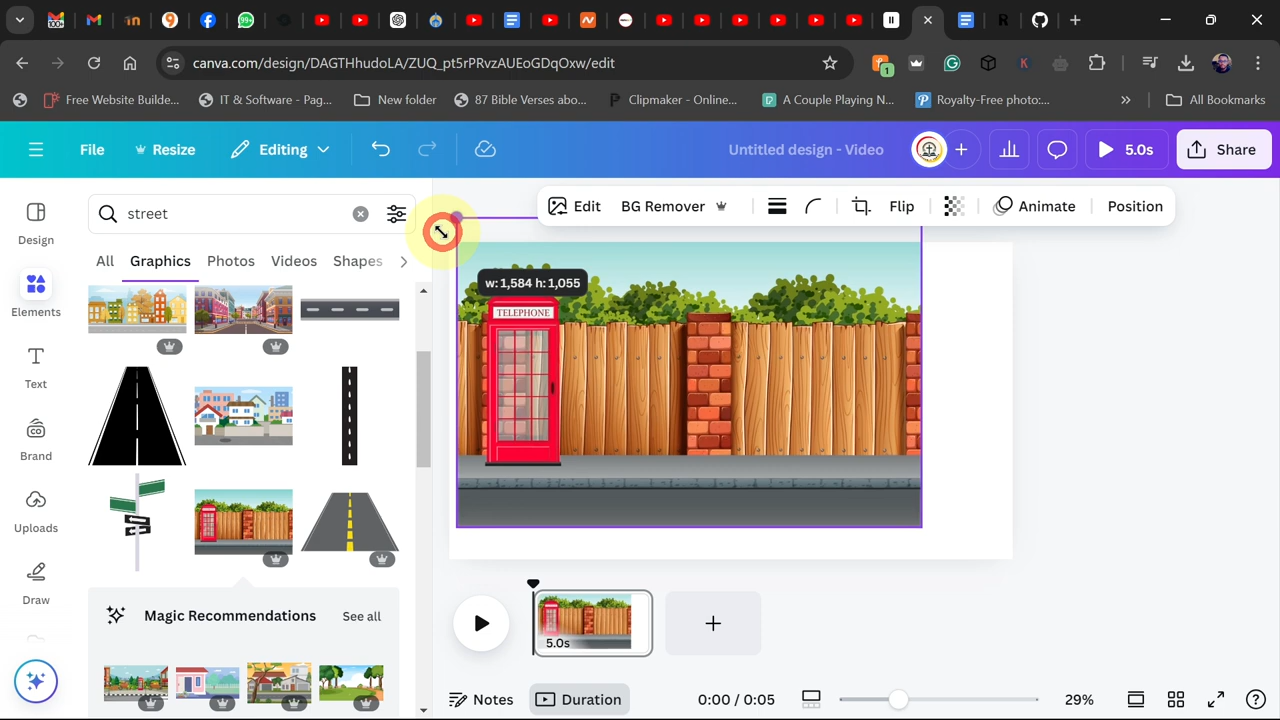 canva.com/design/DAGTHhudoLA/ZUQ_pt5rPRvzAUEoGDqOxw/edit
1
Free Website Builde...
IT & Software - Pag...
New folder
87 Bible Verses abo...
Clipmaker - Online...
A Couple Playing N...
Royalty-Free photo:...
»
All Bookmarks
File
Resize
Editing
Untitled design - Video
5.0s
Share
street
Edit
BG Remover
Flip
Animate
Position
Design
Elements
Text
Brand
Uploads
Draw
All
Graphics
Photos
Videos
Shapes
w: 1,584 h: 1,055
TELEPHONE
Magic Recommendations
See all
5.0s
Notes
Duration
0:00 / 0:05
29%